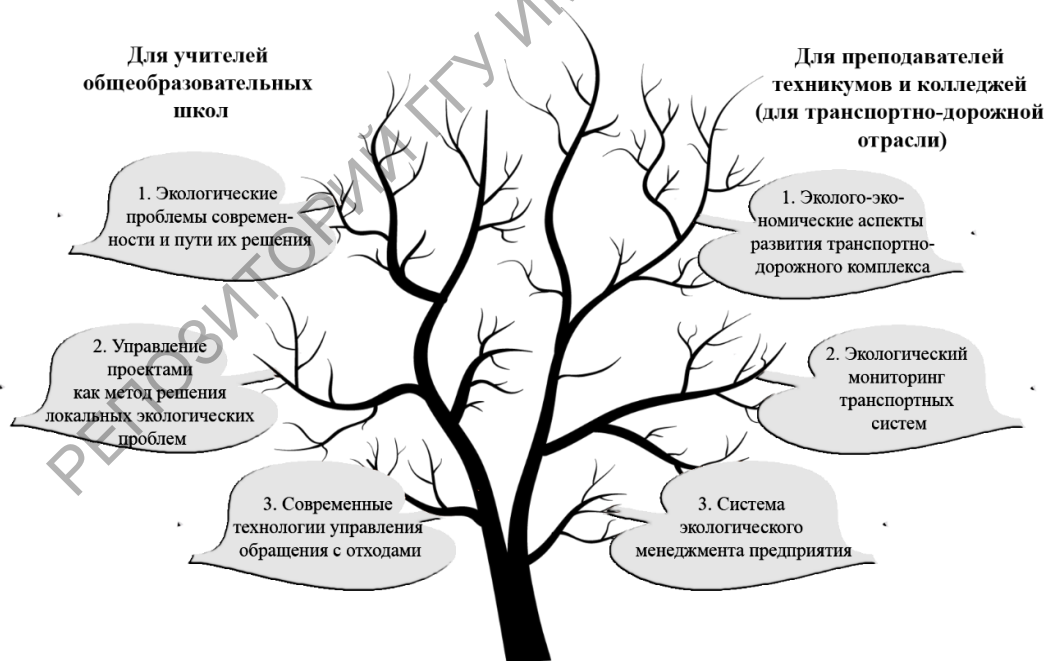 Для учителей
общеобразовательных
школ
1. Экологические
проблемы современ-
ности и пути их решения
2. Управление
проектами
как метод решения
локальных экологических
проблем
3. Современные
технологии управления
обращения с отходами
Для преподавателей
техникумов и колледжей
(для транспортно-дорожной
отрасли)
1. Эколого-эко-
номические аспекты
развития транспортно-
дорожного комплекса
2. Экологический
мониторинг
транспортных
систем
3. Система
экологического
менеджмента предприятия
РЕПОЗИТОРИЙ ГГУ